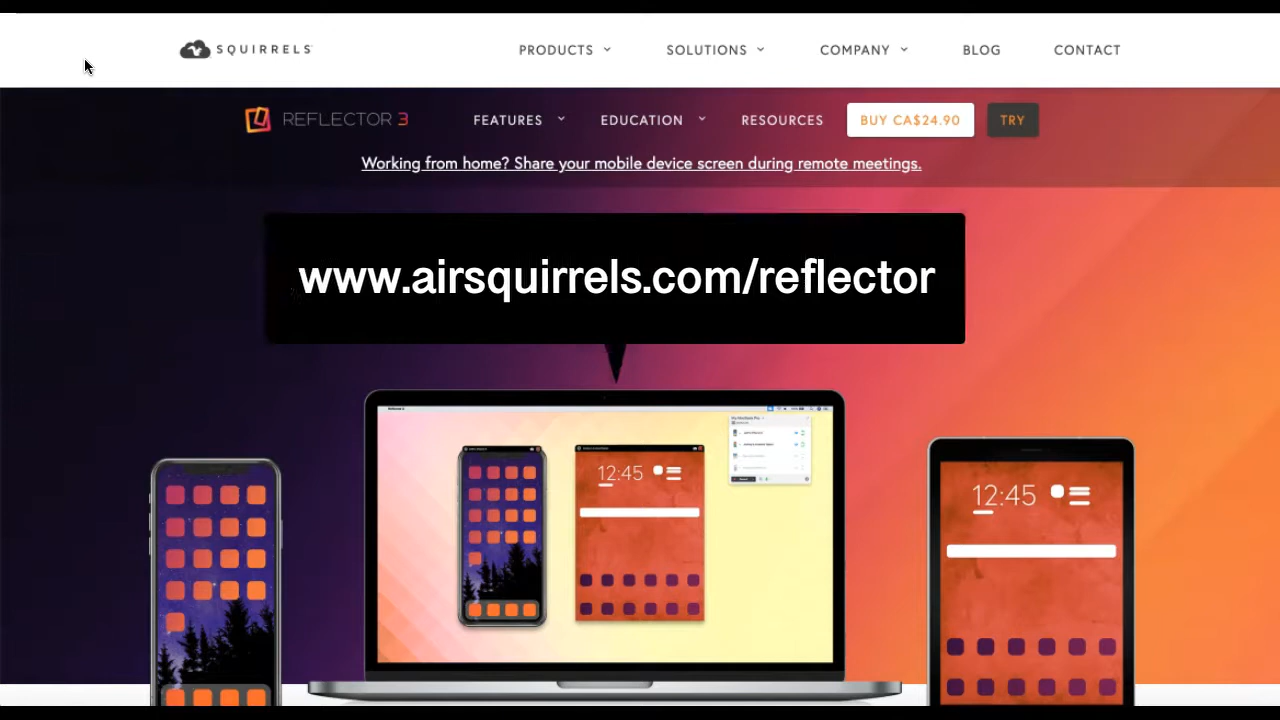 SQUIRRELS
PRODUCTS
SOLUTIONS
COMPANY
BLOG
CONTACT
REFLECTOR 3
FEATURES
EDUCATION
RESOURCES
BUY CA$24.90
TRY
Working from home? Share your mobile device screen during remote meetings.
www.airsquirrels.com/reflector
12:45
12:45